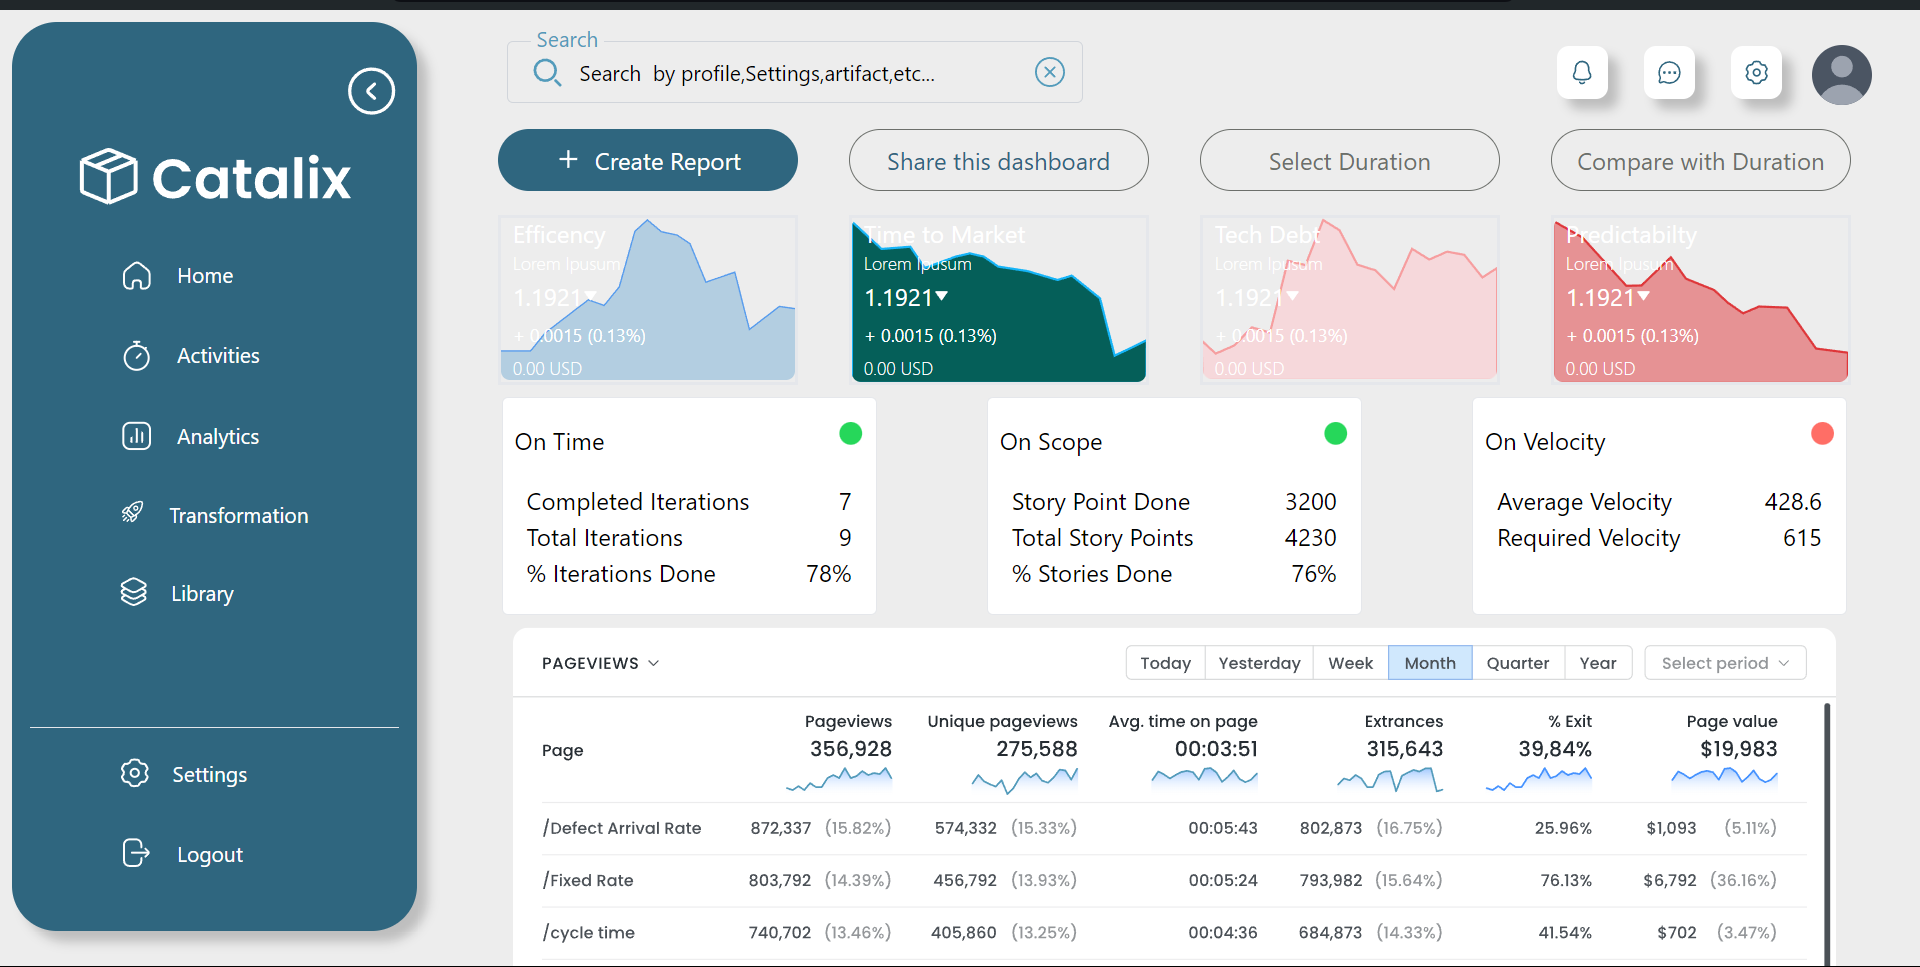 Catalix
Home
Activities
Analytics
Transformation
Library
Settings
Logout
Search
Search by profile,Settings,artifact,etc...
+ Create Report
Share this dashboard
Select Duration
Compare with Duration
Efficency
Lorem Ipusum
1.1921▼
+ 0.0015 (0.13%)
0.00 USD
Time to Market
Lorem Ipusum
1.1921▼
+ 0.0015 (0.13%)
0.00 USD
Tech Debt
Lorem Ipusum
1.1921▼
+ 0.0015 (0.13%)
0.00 USD
Predictabilty
Lorem Ipusum
1.1921▼
+ 0.0015 (0.13%)
0.00 USD
On Time
Completed Iterations 7
Total Iterations 9
% Iterations Done 78%
On Scope
Story Point Done 3200
Total Story Points 4230
% Stories Done 76%
On Velocity
Average Velocity 428.6
Required Velocity 615
PAGEVIEWS
Today Yesterday Week Month Quarter Year Select period
Pageviews Unique pageviews Avg. time on page Extrances % Exit Page value
Page 356,928 275,588 00:03:51 315,643 39,84% $19,983
/Defect Arrival Rate 872,337 (15.82%) 574,332 (15.33%) 00:05:43 802,873 (16.75%) 25.96% $1,093 (5.11%)
/Fixed Rate 803,792 (14.39%) 456,792 (13.93%) 00:05:24 793,982 (15.64%) 76.13% $6,792 (36.16%)
/cycle time 740,702 (13.46%) 405,860 (13.25%) 00:04:36 684,873 (14.33%) 41.54% $702 (3.47%)